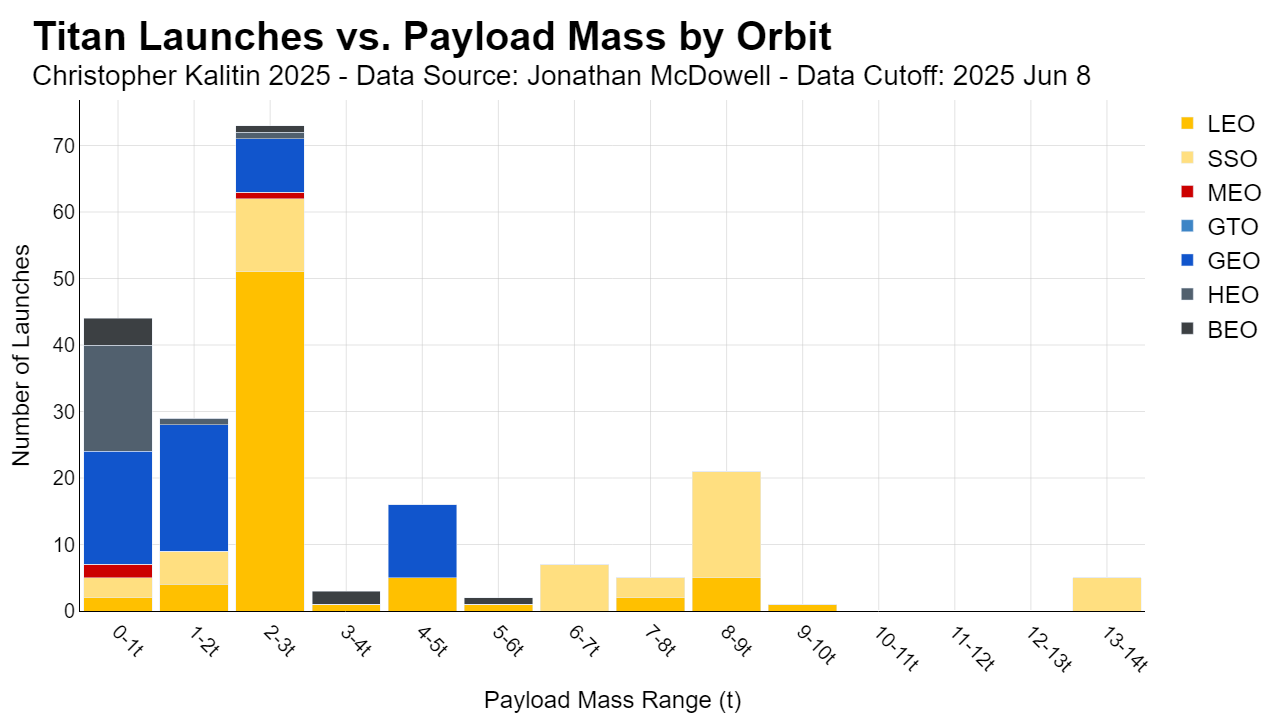 Titan Launches vs. Payload Mass by Orbit
Christopher Kalitin 2025 - Data Source: Jonathan McDowell - Data Cutoff: 2025 Jun 8
LEO
SSO
MEO
GTO
GEO
HEO
BEO
Number of Launches
70
60
50
40
30
20
10
0
0-1t
1-2t
2-3t
3-4t
4-5t
5-6t
6-7t
7-8t
8-9t
9-10t
10-11t
11-12t
12-13t
13-14t
Payload Mass Range (t)